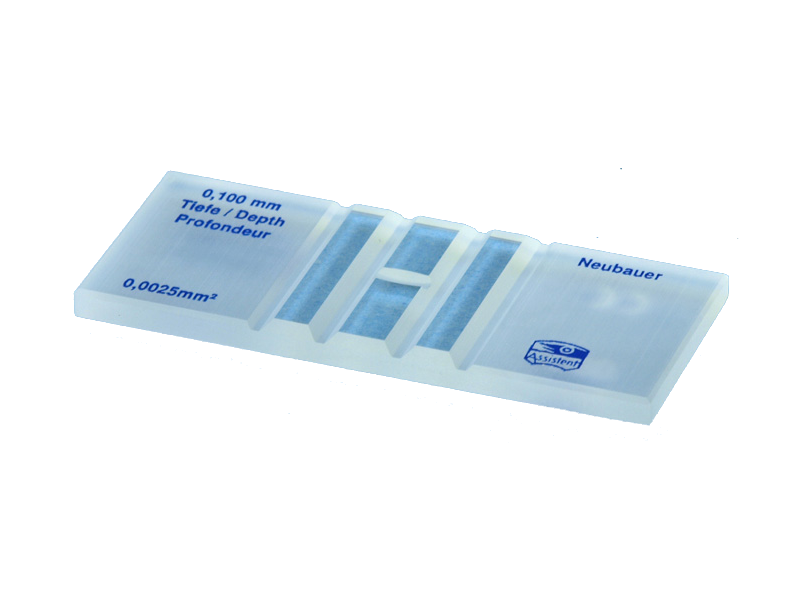 0,100 mm
Tiefe / Depth
Profondeur
0,0025mm²
Neubauer
Assistent